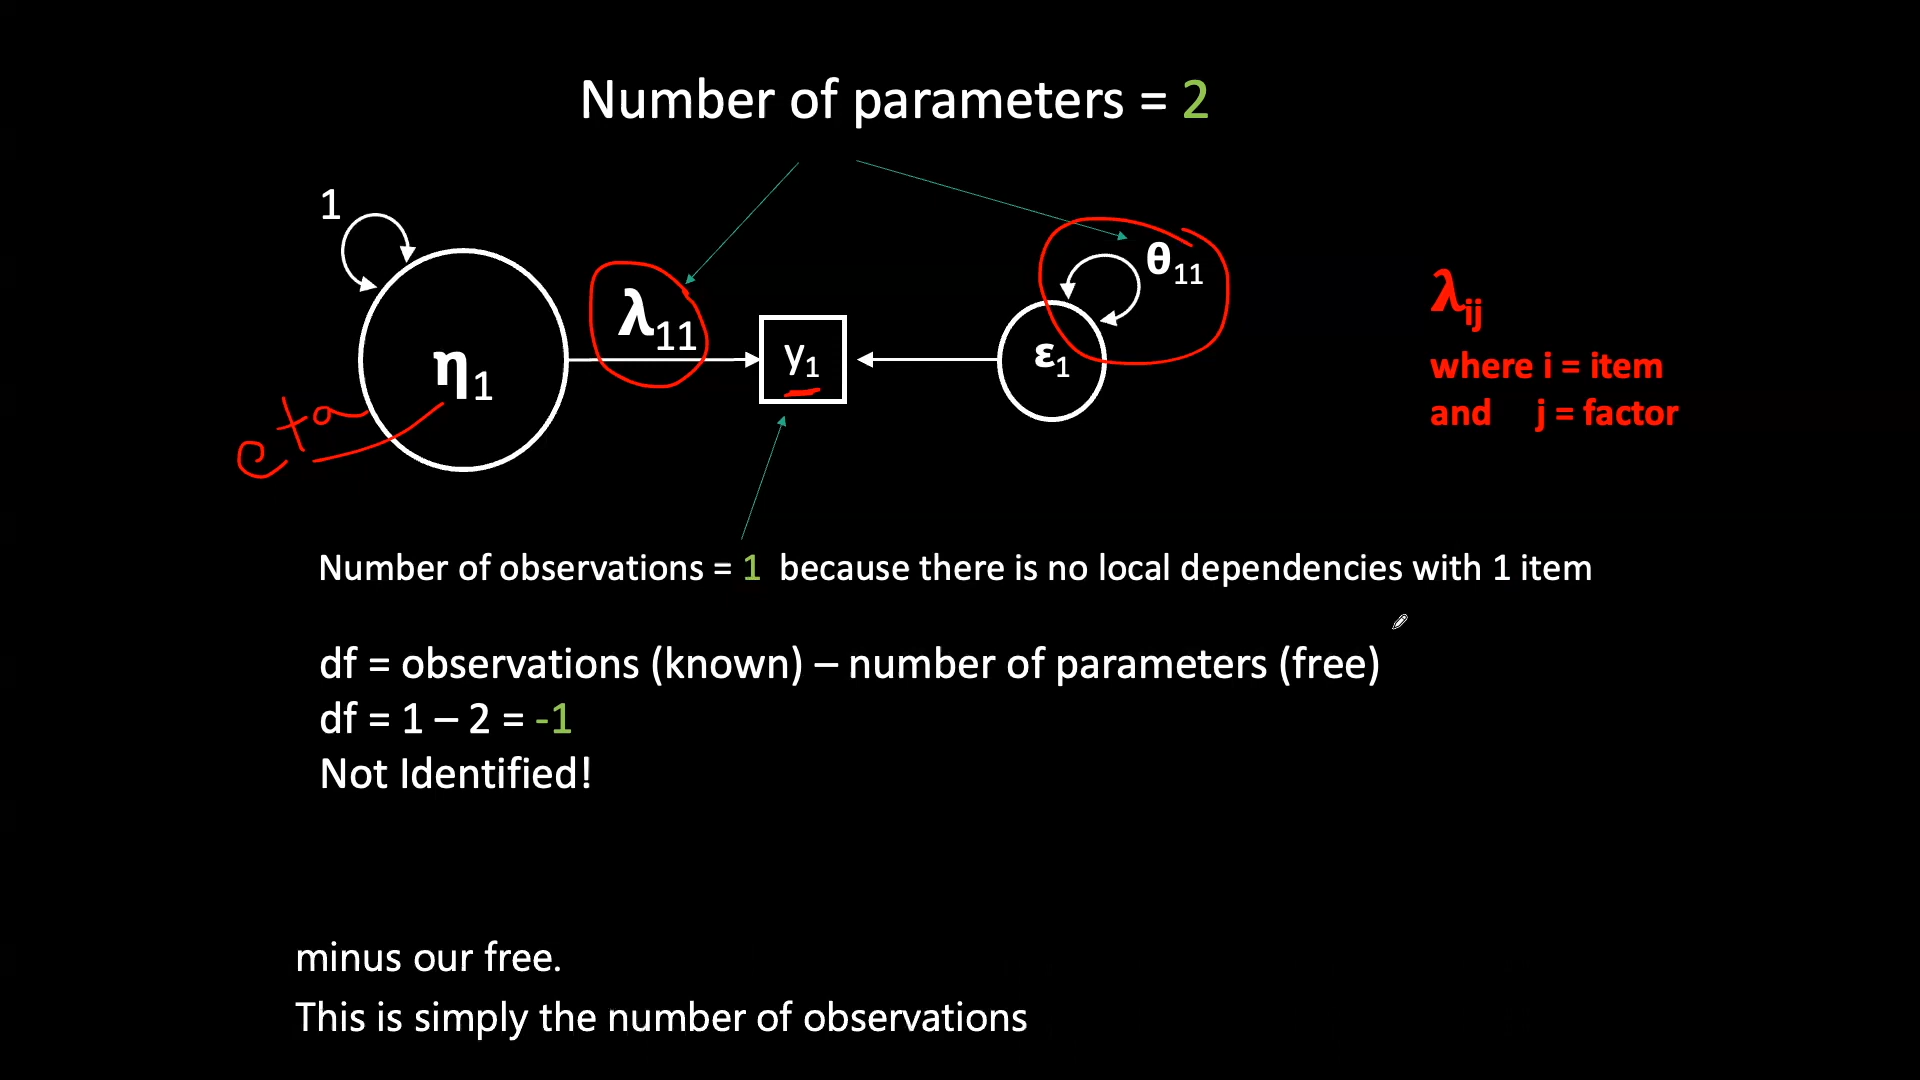 Number of parameters = 2
1
λ11
θ11
η1
y1
ε1
eta
λij
where i = item
and j = factor
Number of observations = 1 because there is no local dependencies with 1 item
df = observations (known) – number of parameters (free)
df = 1 – 2 = -1
Not Identified!
minus our free.
This is simply the number of observations